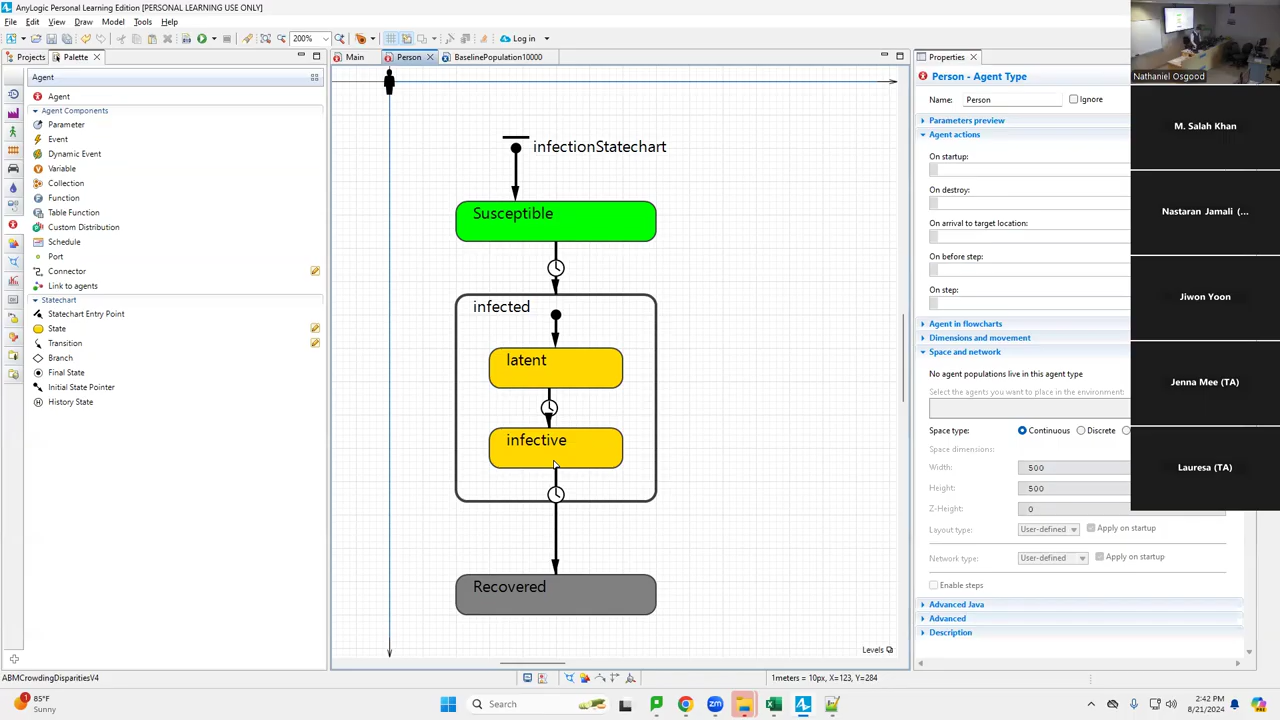 AnyLogic Personal Learning Edition [PERSONAL LEARNING USE ONLY]
File Edit View Draw Model Tools Help
200% Log in
Projects Palette
Main Person BaselinePopulation10000
Properties
Agent
Agent
Agent Components
Parameter
Event
Dynamic Event
Variable
Collection
Function
Table Function
Custom Distribution
Schedule
Port
Connector
Link to agents
Statechart
Statechart Entry Point
State
Transition
Branch
Final State
Initial State Pointer
History State
infectionStatechart
Susceptible
infected
latent
infective
Recovered
Levels
Person - Agent Type
Name: Person Ignore
Parameters preview
Agent actions
On startup:
On destroy:
On arrival to target location:
On before step:
On step:
Agent in flowcharts
Dimensions and movement
Space and network
No agent populations live in this agent type
Select the agents you want to place in the environment:
Space type: Continuous Discrete
Space dimensions:
Width: 500
Height: 500
Z-Height: 0
Layout type: User-defined Apply on startup
Network type: User-defined Apply on startup
Enable steps
Advanced Java
Advanced
Description
Nathaniel Osgood
M. Salah Khan
Nastaran Jamali (...
Jiwon Yoon
Jenna Mee (TA)
Lauresa (TA)
ABMCrowdingDisparitiesV4
1meters = 10px, X=123, Y=284
85°F
Sunny
Search
2:42 PM
8/21/2024